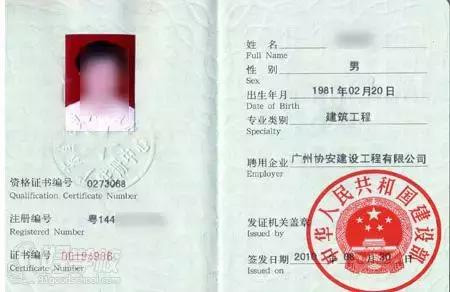 资格证书编号 0273068
Qualification Certificate Number
注册编号 粤144
Registered Number
证书编号
Certificate Number
姓 名
Full Name
性 别 男
Sex
出生年月 1981年02月20日
Date of Birth
专业类别 建筑工程
Specialty
聘用企业 广州协安建设工程有限公司
Employer
中华人民共和国建设部
发证机关盖章
Issued by
签发日期 2010
Issued on